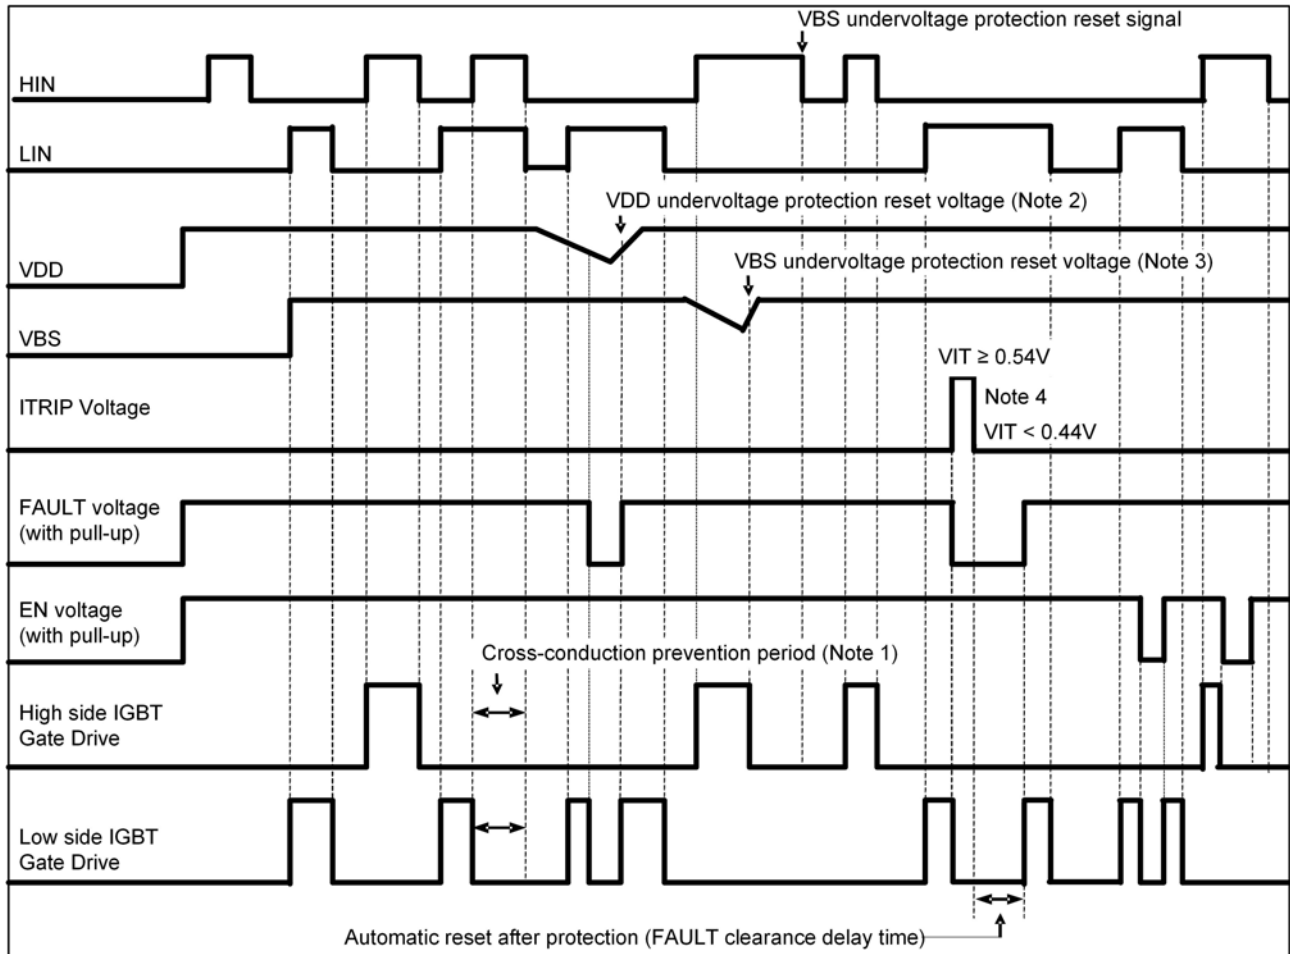 VBS undervoltage protection reset signal
HIN
LIN
VDD undervoltage protection reset voltage (Note 2)
VDD
VBS undervoltage protection reset voltage (Note 3)
VBS
VIT ≥ 0.54V
ITRIP Voltage
Note 4
VIT < 0.44V
FAULT voltage
(with pull-up)
EN voltage
(with pull-up)
Cross-conduction prevention period (Note 1)
High side IGBT
Gate Drive
Low side IGBT
Gate Drive
Automatic reset after protection (FAULT clearance delay time)